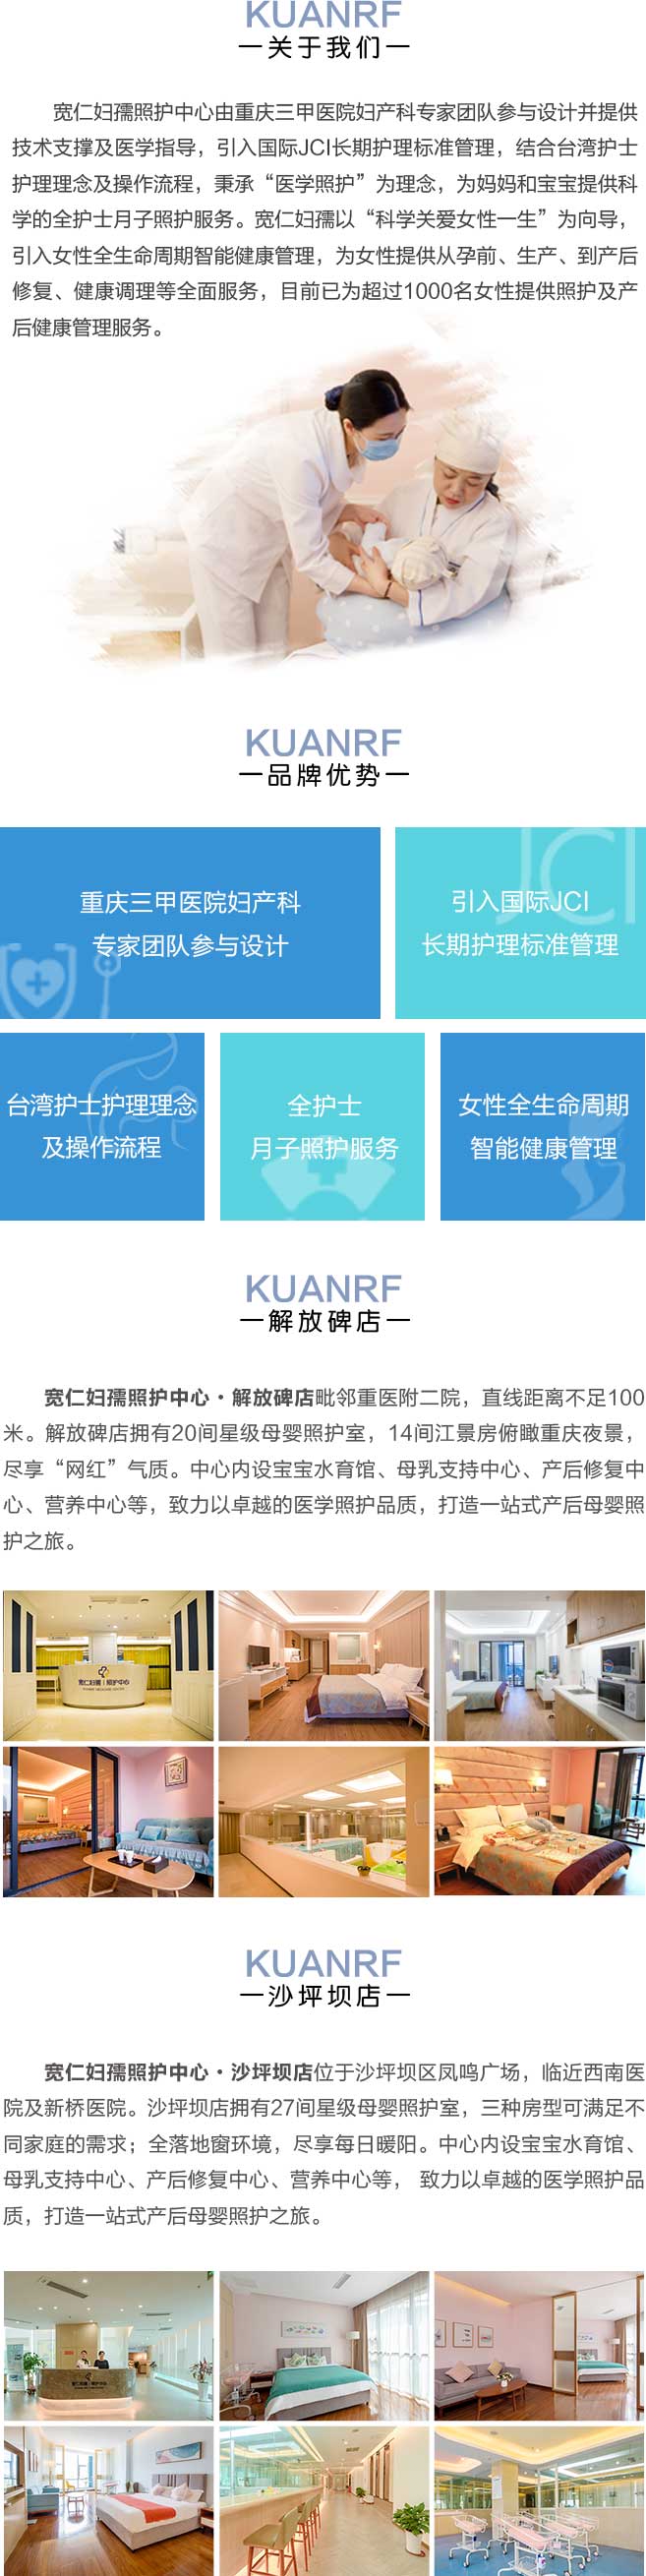 KUANRF
一关于我们一
宽仁妇孺照护中心由重庆三甲医院妇产科专家团队参与设计并提供
技术支撑及医学指导，引入国际JCI长期护理标准管理，结合台湾护士
护理理念及操作流程，秉承“医学照护”为理念，为妈妈和宝宝提供科
学的全护士月子照护服务。宽仁妇孺以“科学关爱女性一生”为向导，
引入女性全生命周期智能健康管理，为女性提供从孕前、生产、到产后
修复、健康调理等全面服务，目前已为超过1000名女性提供照护及产
后健康管理服务。
KUANRF
一品牌优势一
重庆三甲医院妇产科
专家团队参与设计
JCI
引入国际JCI
长期护理标准管理
台湾护士护理理念
及操作流程
全护士
月子照护服务
女性全生命周期
智能健康管理
KUANRF
一解放碑店一
宽仁妇孺照护中心·解放碑店毗邻重医附二院，直线距离不足100
米。解放碑店拥有20间星级母婴照护室，14间江景房俯瞰重庆夜景，
尽享“网红”气质。中心内设宝宝水育馆、母乳支持中心、产后修复中
心、营养中心等，致力以卓越的医学照护品质，打造一站式产后母婴照
护之旅。
宽仁妇孺 | 照护中心
KUANRF
一沙坪坝店一
宽仁妇孺照护中心·沙坪坝店位于沙坪坝区凤鸣广场，临近西南医
院及新桥医院。沙坪坝店拥有27间星级母婴照护室，三种房型可满足不
同家庭的需求；全落地窗环境，尽享每日暖阳。中心内设宝宝水育馆、
母乳支持中心、产后修复中心、营养中心等， 致力以卓越的医学照护品
质，打造一站式产后母婴照护之旅。
宽仁妇孺 | 照护中心